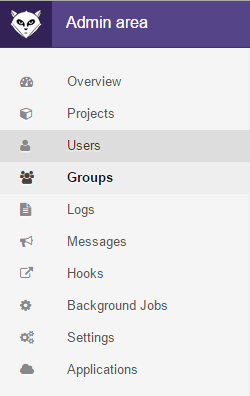 Admin area
Overview
Projects
Users
Groups
Logs
Messages
Hooks
Background Jobs
Settings
Applications